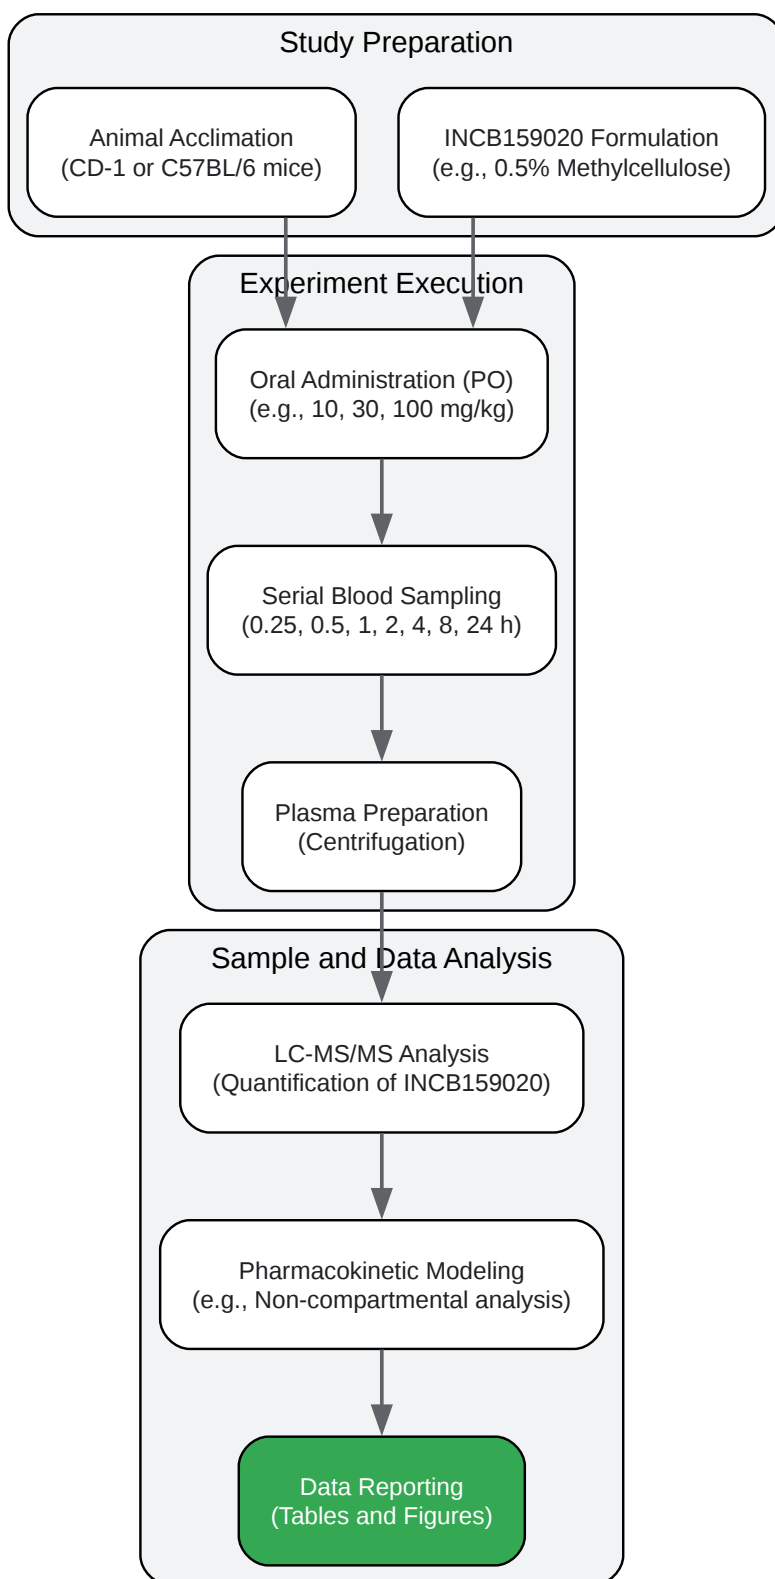 Study Preparation
Animal Acclimation
(CD-1 or C57BL/6 mice)
INCB159020 Formulation
(e.g., 0.5% Methylcellulose)
Experiment Execution
Oral Administration (PO)
(e.g., 10, 30, 100 mg/kg)
Serial Blood Sampling
(0.25, 0.5, 1, 2, 4, 8, 24 h)
Plasma Preparation
(Centrifugation)
Sample and Data Analysis
LC-MS/MS Analysis
(Quantification of INCB159020)
Pharmacokinetic Modeling
(e.g., Non-compartmental analysis)
Data Reporting
(Tables and Figures)